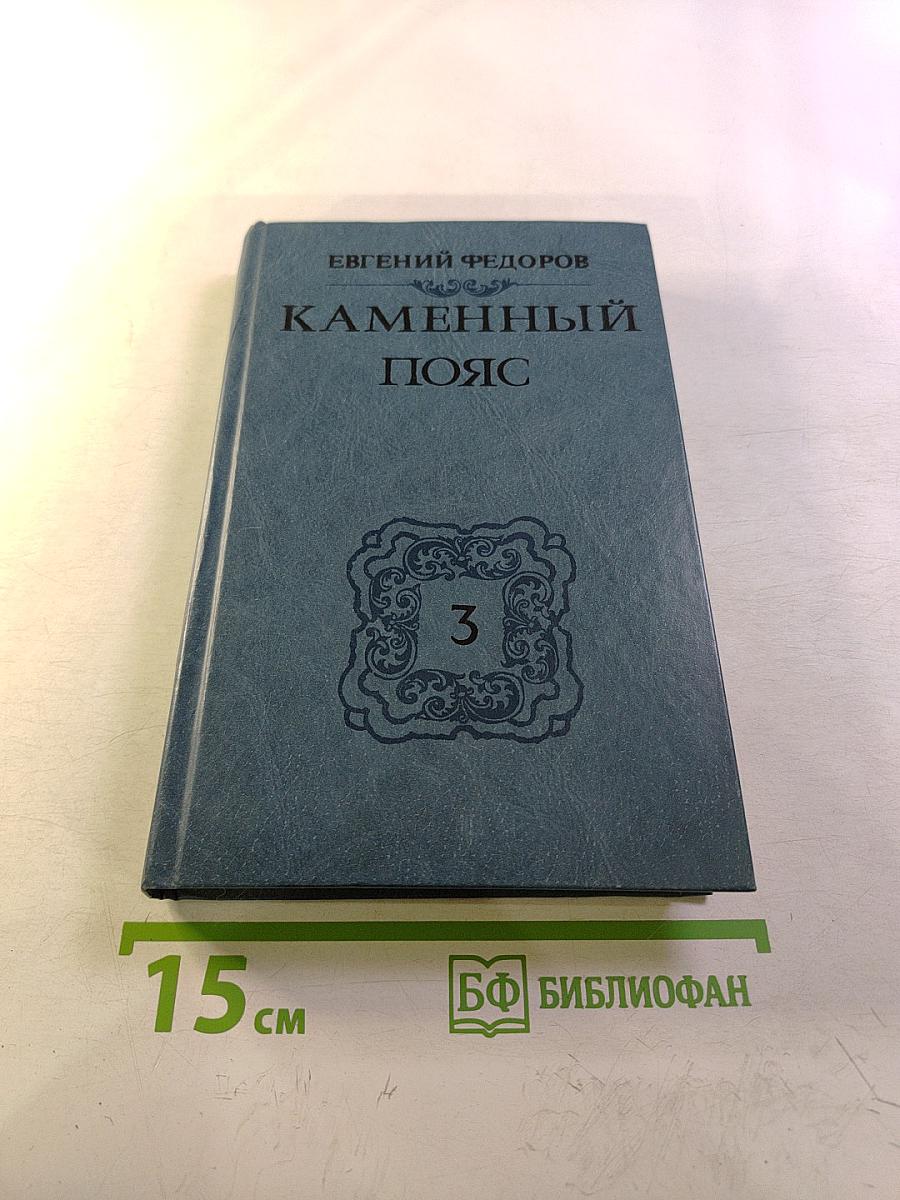 ЕВГЕНИЙ ФЕДОРОВ
КАМЕННЫЙ
ПОЯС
3
15 см
БФ БИБЛИОФАН